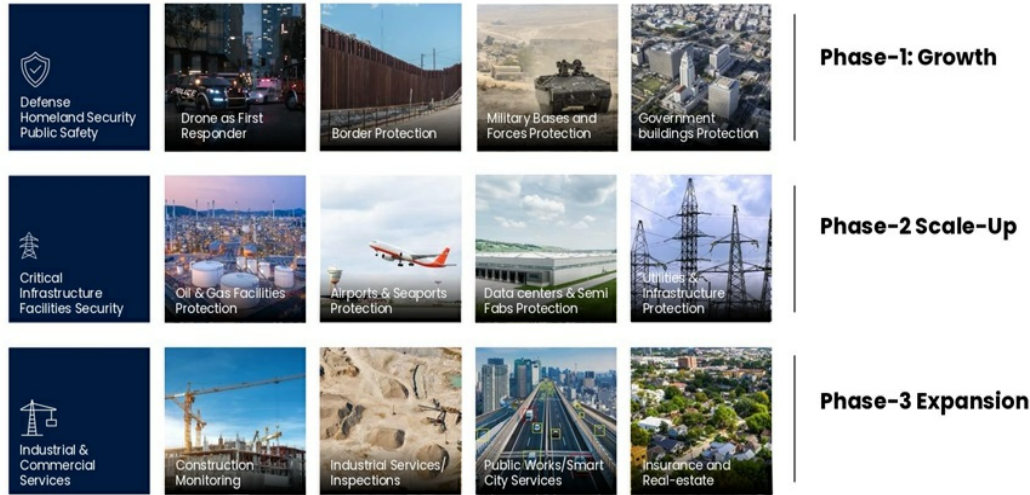 Defense
Homeland Security
Public Safety
Drone as First
Responder
Border Protection
Military Bases and
Forces Protection
Government
buildings Protection
Phase-1: Growth
Critical
Infrastructure
Facilities Security
Oil & Gas Facilities
Protection
Airports & Seaports
Protection
Data centers & Semi
Fabs Protection
Utilities &
Infrastructure
Protection
Phase-2 Scale-Up
Industrial &
Commercial
Services
Construction
Monitoring
Industrial Services/
Inspections
Public Works/Smart
City Services
Insurance and
Real-estate
Phase-3 Expansion